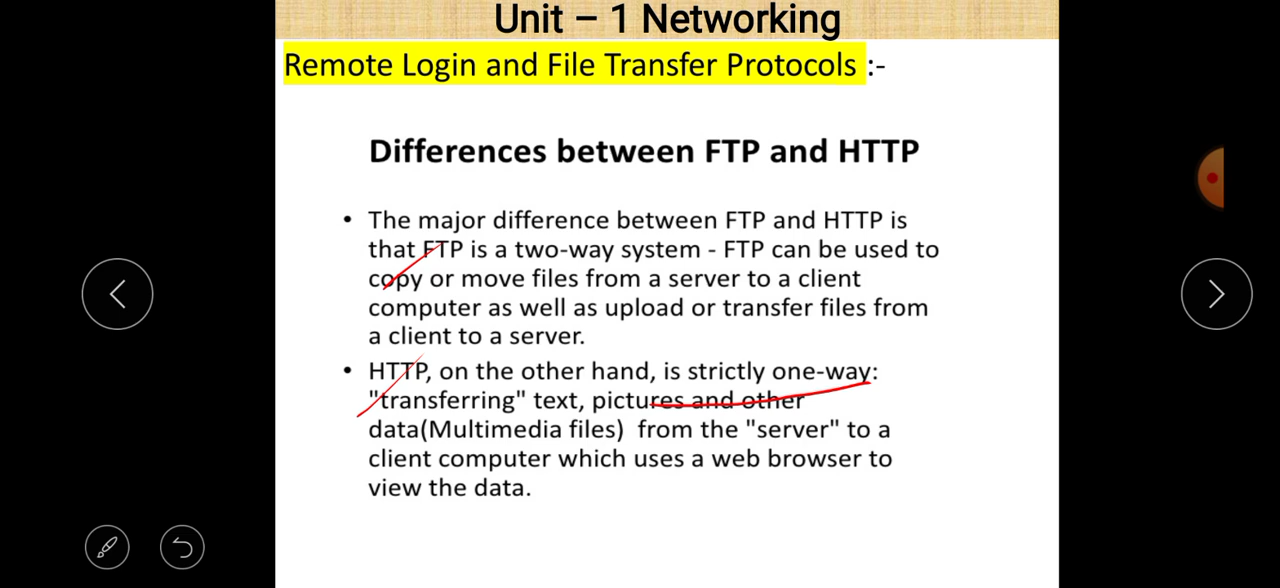 Unit – 1 Networking
Remote Login and File Transfer Protocols :-
Differences between FTP and HTTP
• The major difference between FTP and HTTP is
that FTP is a two-way system - FTP can be used to
copy or move files from a server to a client
computer as well as upload or transfer files from
a client to a server.
• HTTP, on the other hand, is strictly one-way:
"transferring" text, pictures and other
data(Multimedia files) from the "server" to a
client computer which uses a web browser to
view the data.